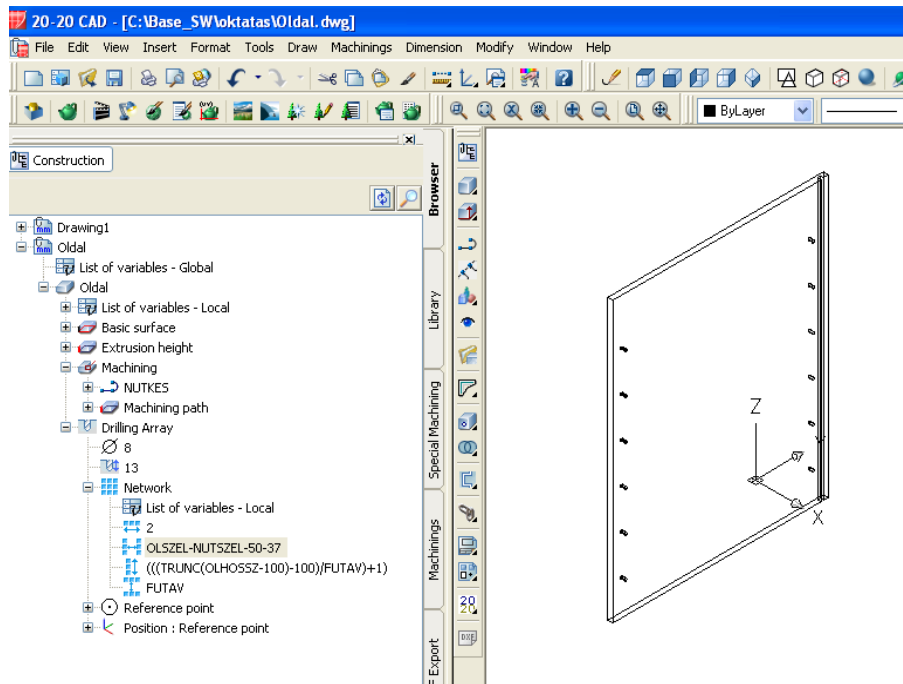 20-20 CAD - [C:\Base_SW\oktatas\Oldal.dwg]
File Edit View Insert Format Tools Draw Machinings Dimension Modify Window Help
ByLayer
Construction
Drawing1
Oldal
List of variables - Global
Oldal
List of variables - Local
Basic surface
Extrusion height
Machining
NUTKES
Machining path
Drilling Array
8
13
Network
List of variables - Local
2
OLSZEL-NUTSZEL-50-37
(((TRUNC(OLHOSSZ-100)-100)/FUTAV)+1)
FUTAV
Reference point
Position : Reference point
Browser
Library
Special Machining
Machinings
F Export
20
20
DXF
Z
X